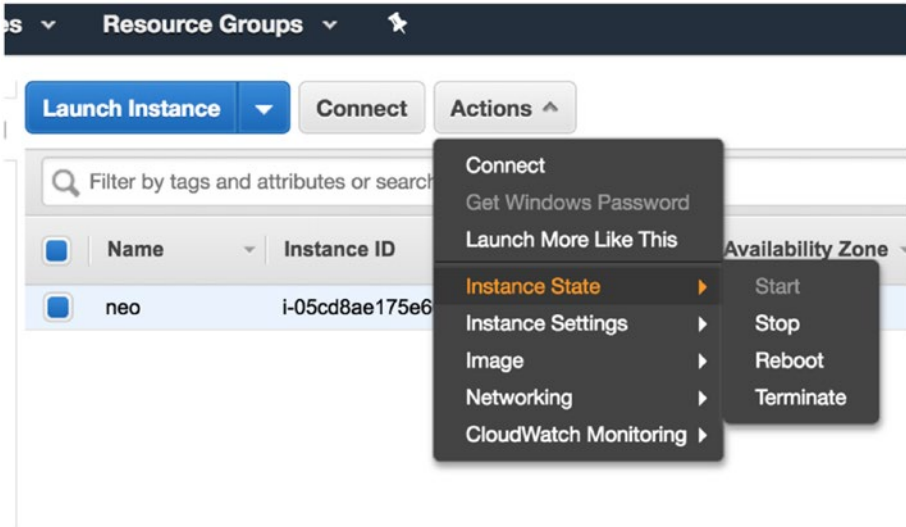 es Resource Groups
Launch Instance Connect Actions
Filter by tags and attributes or search
Name Instance ID Availability Zone
neo i-05cd8ae175e6
Connect
Get Windows Password
Launch More Like This
Instance State
Instance Settings
Image
Networking
CloudWatch Monitoring
Start
Stop
Reboot
Terminate